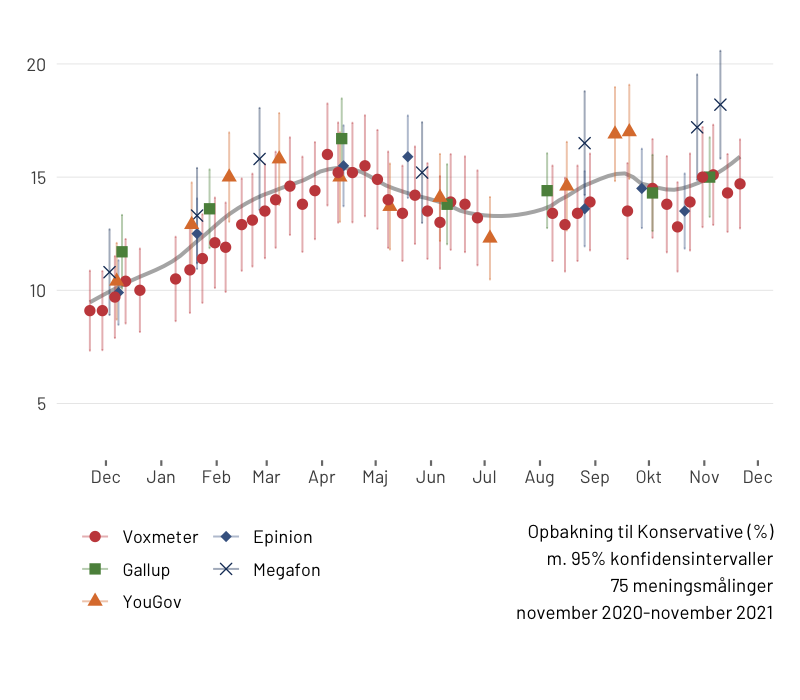 20
15
10
5
Dec Jan Feb Mar Apr Maj Jun Jul Aug Sep Okt Nov Dec
Voxmeter Epinion
Gallup Megafon
YouGov
Opbakning til Konservative (%)
m. 95% konfidensintervaller
75 meningsmålinger
november 2020-november 2021